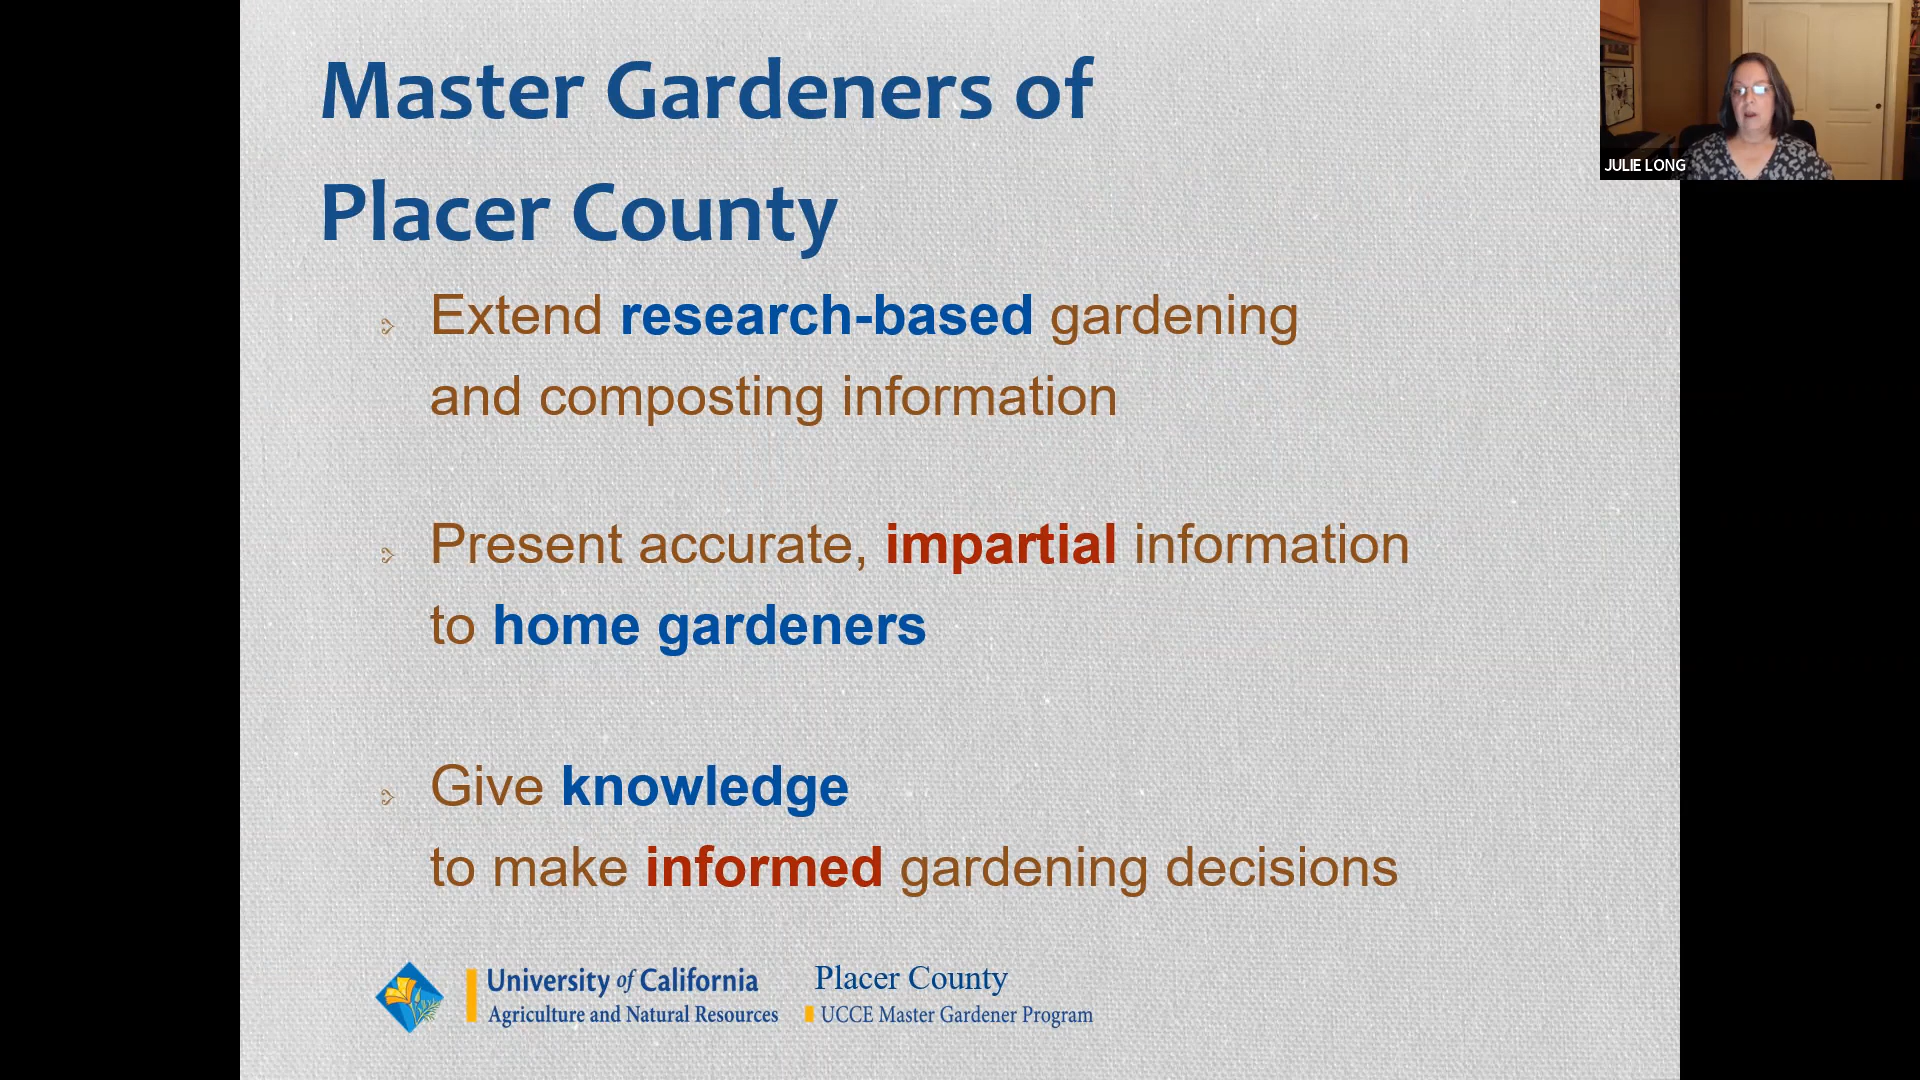 Master Gardeners of
Placer County
Extend research-based gardening
and composting information
Present accurate, impartial information
to home gardeners
Give knowledge
to make informed gardening decisions
University of California
Agriculture and Natural Resources
Placer County
UCCE Master Gardener Program
JULIE LONG